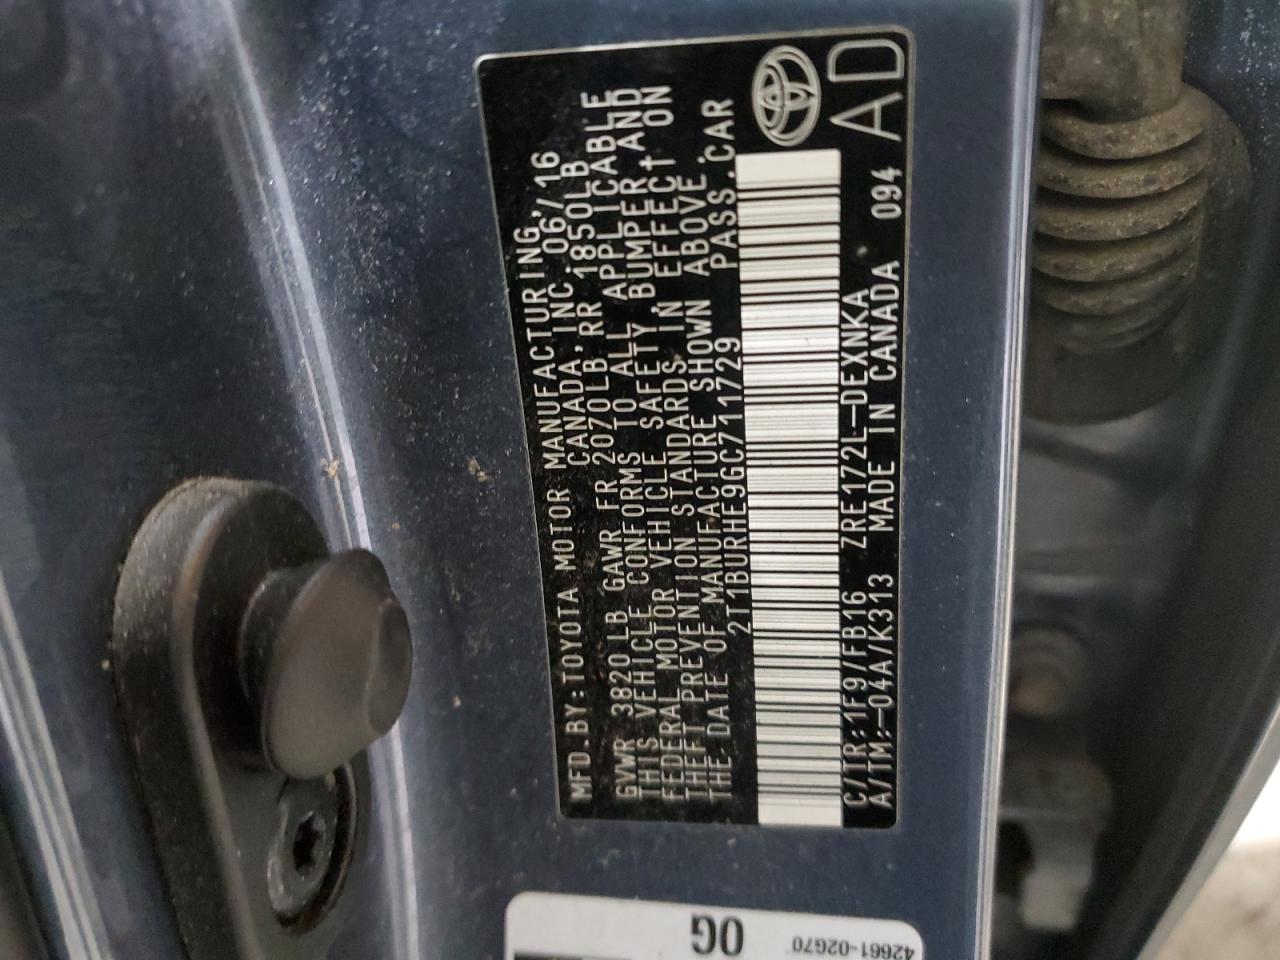 MFD. BY: TOYOTA MOTOR MANUFACTURING,
CANADA, INC. 06/16
GVWR 3820 LB GAWR FR 2070LB, RR 1850LB
THIS VEHICLE CONFORMS TO ALL APPLICABLE
FEDERAL MOTOR VEHICLE SAFETY, BUMPER, AND
THEFT PREVENTION STANDARDS IN EFFECT ON
THE DATE OF MANUFACTURE SHOWN ABOVE.
2T1BURHE9GC711729 PASS. CAR
C/TR: 1F9/FB16 ZRE172L-DEXNKA
A/TM: -04A/K313 MADE IN CANADA 094
AD
0G
42661-02G70